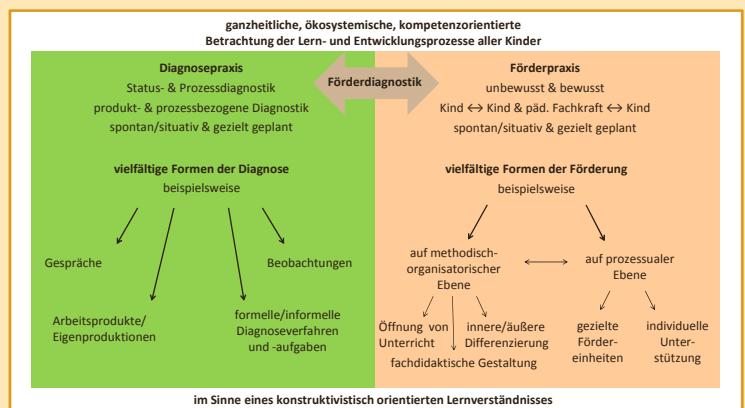 ganzheitliche, ökosystemische, kompetenzorientierte
Betrachtung der Lern- und Entwicklungsprozesse aller Kinder
Diagnosepraxis
Status- & Prozessdiagnostik
produkt- & prozessbezogene Diagnostik
spontan/situativ & gezielt geplant
Förderdiagnostik
Förderpraxis
unbewusst & bewusst
Kind ↔ Kind & päd. Fachkraft ↔ Kind
spontan/situativ & gezielt geplant
vielfältige Formen der Diagnose
beispielsweise
Gespräche
Beobachtungen
Arbeitsprodukte/
Eigenproduktionen
formelle/informelle
Diagnoseverfahren
und -aufgaben
vielfältige Formen der Förderung
beispielsweise
auf methodisch-
organisatorischer
Ebene
auf prozessualer
Ebene
Öffnung von
Unterricht
innere/äußere
Differenzierung
fachdidaktische Gestaltung
gezielte
Förder-
einheiten
individuelle
Unter-
stützung
im Sinne eines konstruktivistisch orientierten Lernverständnisses